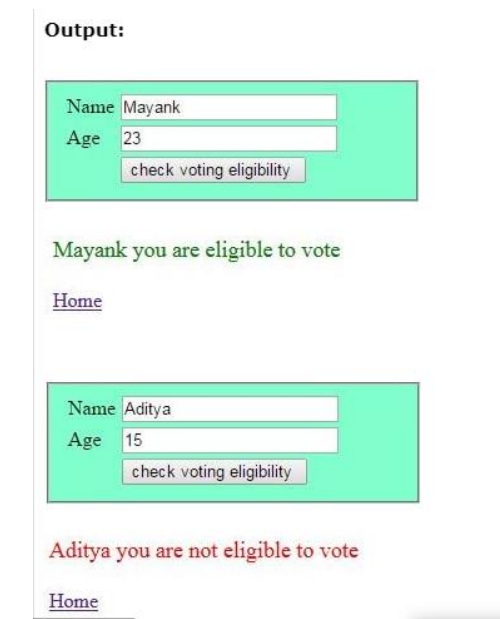 Output:
Name Mayank
Age 23
check voting eligibility
Mayank you are eligible to vote
Home
Name Aditya
Age 15
check voting eligibility
Aditya you are not eligible to vote
Home